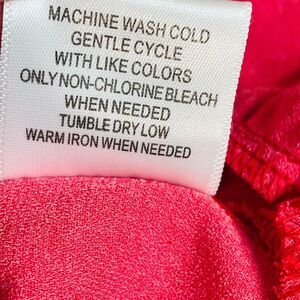 MACHINE WASH COLD
GENTLE CYCLE
WITH LIKE COLORS
ONLY NON-CHLORINE BLEACH
WHEN NEEDED
TUMBLE DRY LOW
WARM IRON WHEN NEEDED